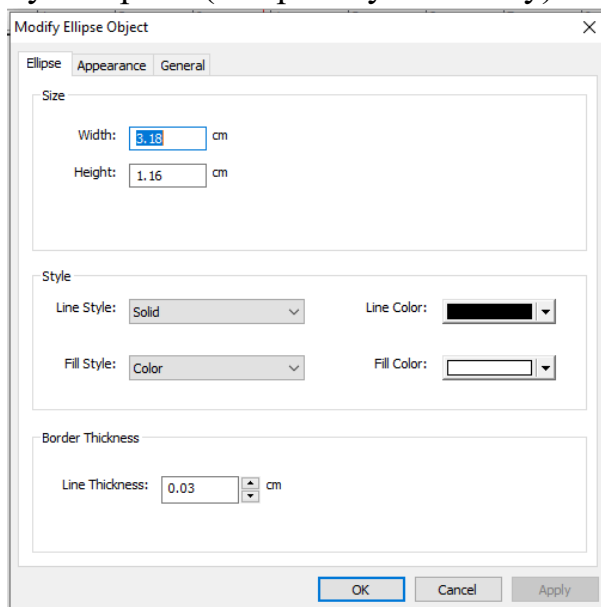 Modify Ellipse Object
Ellipse Appearance General
Size
Width: 3.18 cm
Height: 1.16 cm
Style
Line Style: Solid Line Color:
Fill Style: Color Fill Color:
Border Thickness
Line Thickness: 0.03 cm
OK Cancel Apply